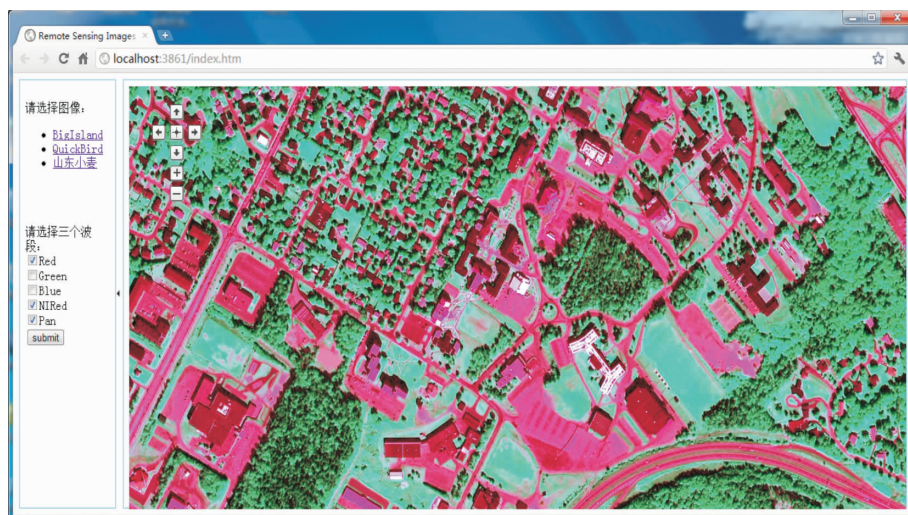 Remote Sensing Images
localhost:3861/index.htm
请选择图像：
BigIsland
QuickBird
山东小麦
请选择三个波
段：
Red
Green
Blue
NIRed
Pan
submit